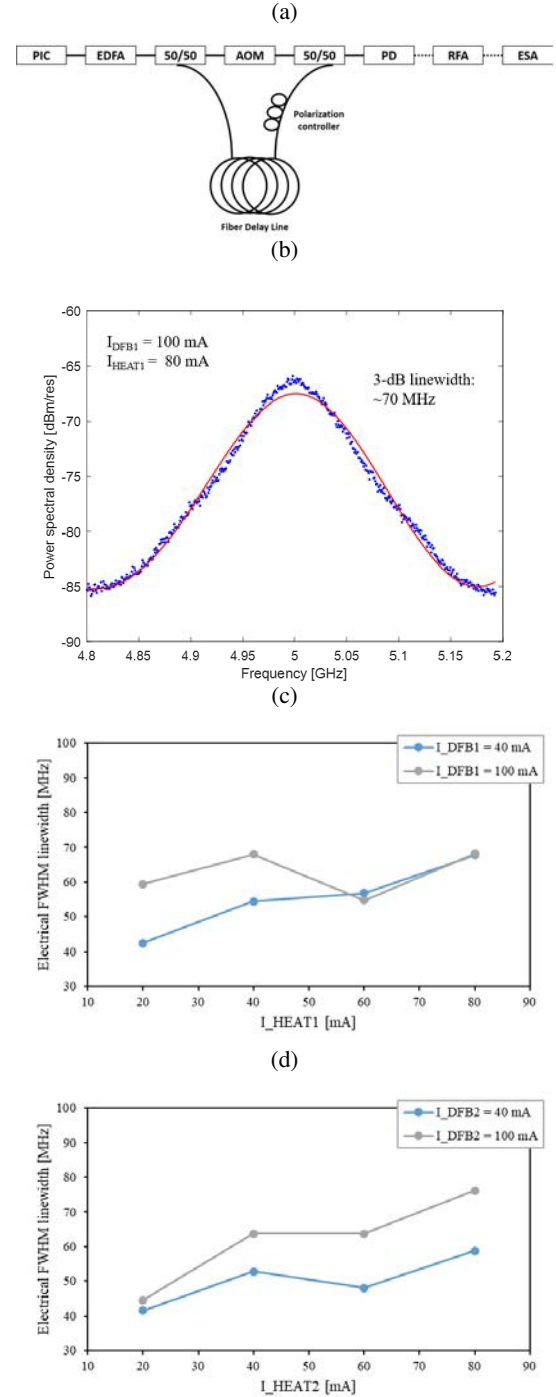 (a)
PIC EDFA 50/50 AOM 50/50 PD RFA ESA
Polarization
controller
Fiber Delay Line
(b)
-60
-65
-70
-75
-80
-85
-90
Power spectral density [dBm/res]
I_DFB1 = 100 mA
I_HEAT1 = 80 mA
3-dB linewidth:
~70 MHz
4.8 4.85 4.9 4.95 5 5.05 5.1 5.15 5.2
Frequency [GHz]
(c)
I_DFB1 = 40 mA
I_DFB1 = 100 mA
100
90
80
70
60
50
40
30
Electrical FWHM linewidth [MHz]
10 20 30 40 50 60 70 80 90
I_HEAT1 [mA]
(d)
I_DFB2 = 40 mA
I_DFB2 = 100 mA
100
90
80
70
60
50
40
30
Electrical FWHM linewidth [MHz]
10 20 30 40 50 60 70 80 90
I_HEAT2 [mA]